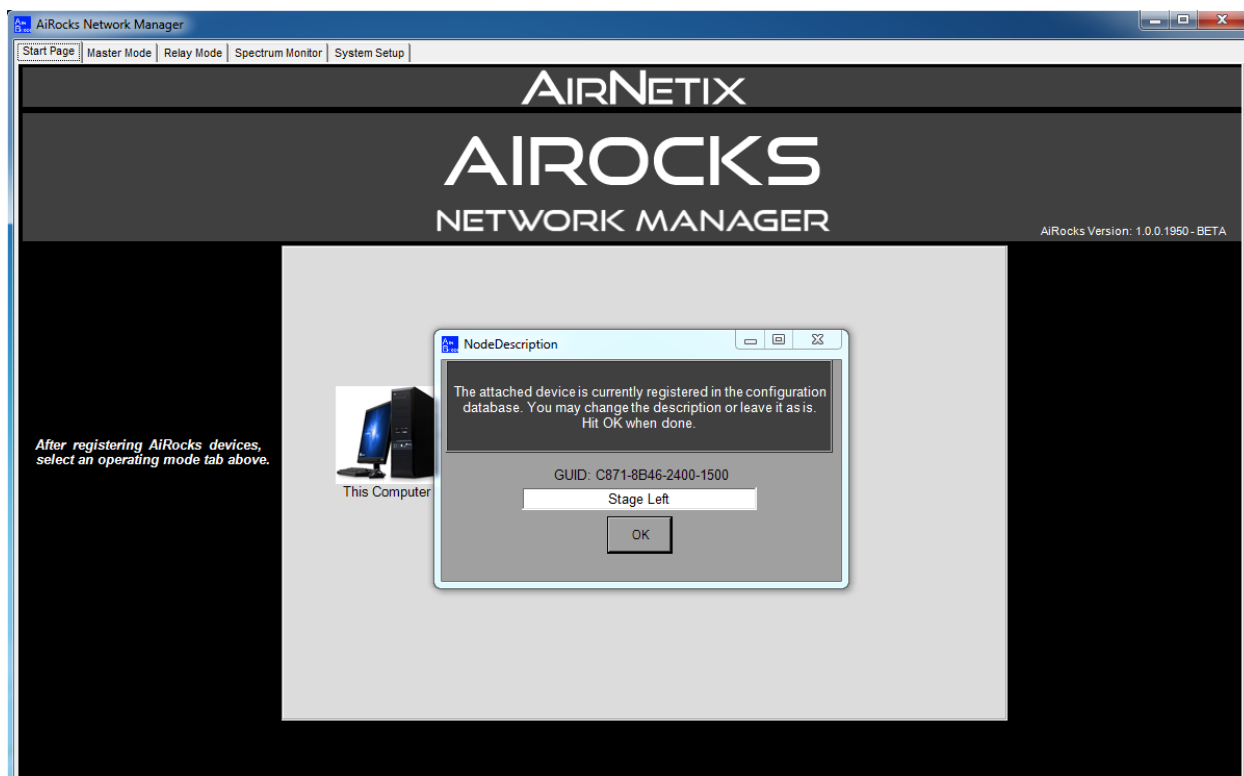 AiRocks Network Manager
Start Page
Master Mode
Relay Mode
Spectrum Monitor
System Setup
AIRNETIX
AIROCKS
NETWORK MANAGER
AiRocks Version: 1.0.0.1950 - BETA
NodeDescription
The attached device is currently registered in the configuration
database. You may change the description or leave it as is.
Hit OK when done.
GUID: C871-8B46-2400-1500
Stage Left
OK
After registering AiRocks devices,
select an operating mode tab above.
This Computer